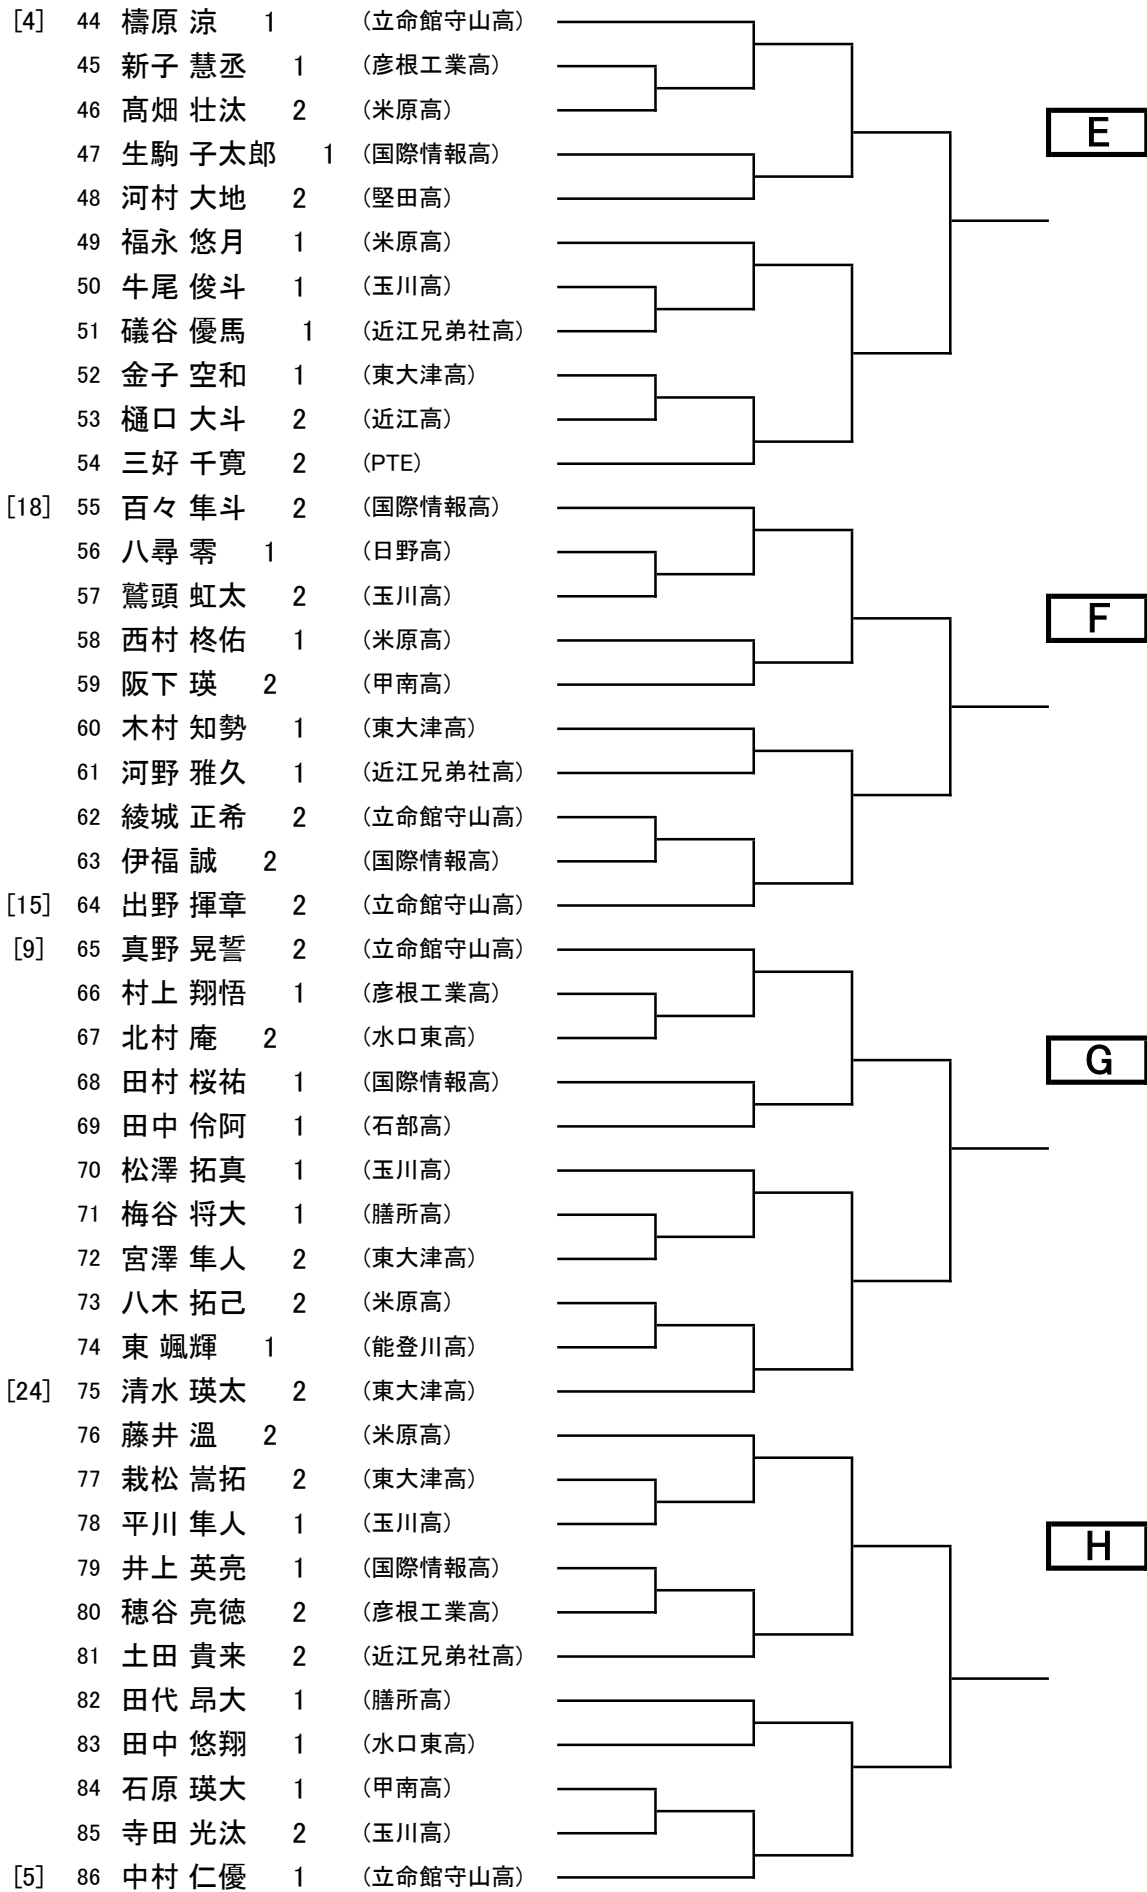 [4] 44 檮原 涼 1 (立命館守山高)
45 新子 慧丞 1 (彦根工業高)
46 髙畑 壮汰 2 (米原高)
E
47 生駒 子太郎 1 (国際情報高)
48 河村 大地 2 (堅田高)
49 福永 悠月 1 (米原高)
50 牛尾 俊斗 1 (玉川高)
51 礒谷 優馬 1 (近江兄弟社高)
52 金子 空和 1 (東大津高)
53 樋口 大斗 2 (近江高)
54 三好 千寛 2 (PTE)
[18] 55 百々 隼斗 2 (国際情報高)
56 八尋 零 1 (日野高)
57 鷲頭 虹太 2 (玉川高)
F
58 西村 柊佑 1 (米原高)
59 阪下 瑛 2 (甲南高)
60 木村 知勢 1 (東大津高)
61 河野 雅久 1 (近江兄弟社高)
62 綾城 正希 2 (立命館守山高)
63 伊福 誠 2 (国際情報高)
[15] 64 出野 揮章 2 (立命館守山高)
[9] 65 真野 晃誓 2 (立命館守山高)
66 村上 翔悟 1 (彦根工業高)
67 北村 庵 2 (水口東高)
G
68 田村 桜祐 1 (国際情報高)
69 田中 伶阿 1 (石部高)
70 松澤 拓真 1 (玉川高)
71 梅谷 将大 1 (膳所高)
72 宮澤 隼人 2 (東大津高)
73 八木 拓己 2 (米原高)
74 東 颯輝 1 (能登川高)
[24] 75 清水 瑛太 2 (東大津高)
76 藤井 溫 2 (米原高)
77 栽松 嵩拓 2 (東大津高)
78 平川 隼人 1 (玉川高)
H
79 井上 英亮 1 (国際情報高)
80 穂谷 亮徳 2 (彦根工業高)
81 土田 貴来 2 (近江兄弟社高)
82 田代 昂大 1 (膳所高)
83 田中 悠翔 1 (水口東高)
84 石原 瑛大 1 (甲南高)
85 寺田 光汰 2 (玉川高)
[5] 86 中村 仁優 1 (立命館守山高)